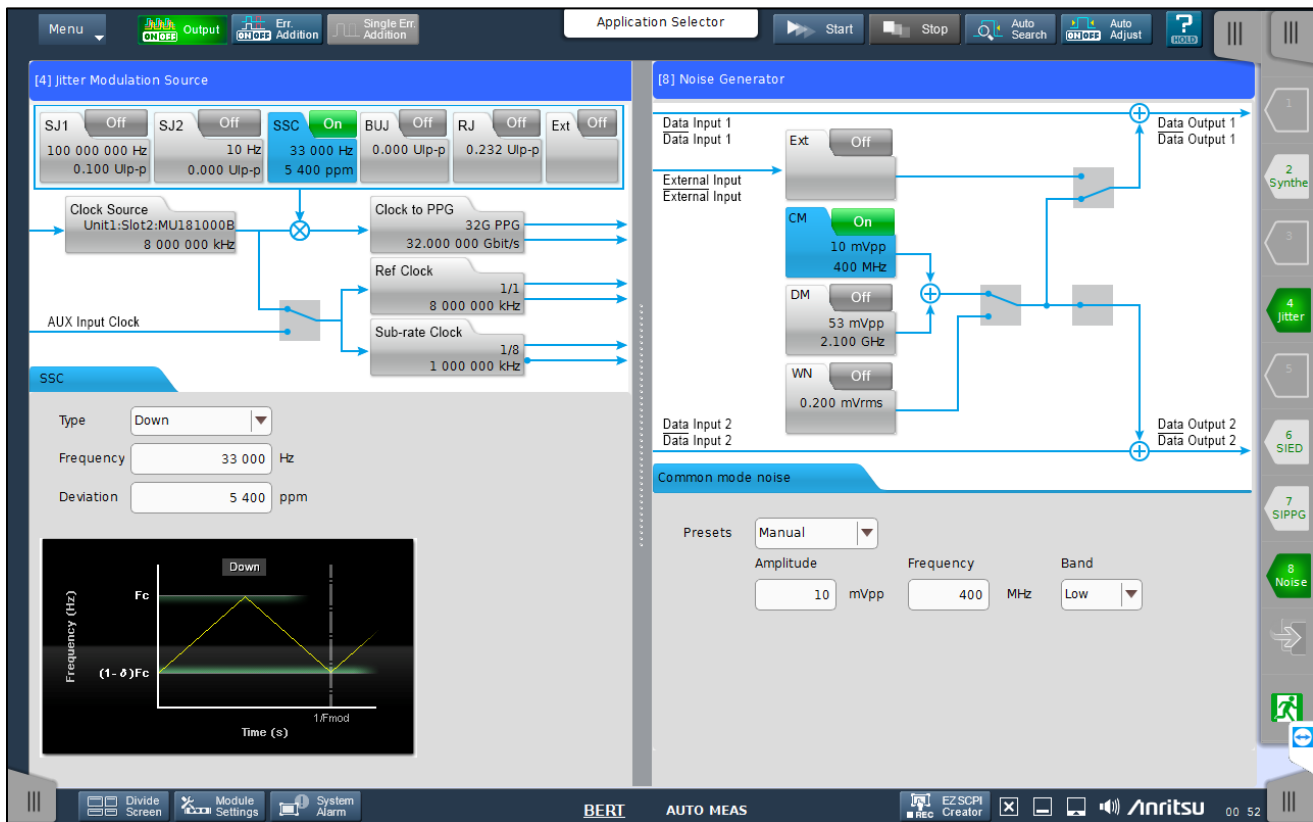 Menu
ON OFF Output
ON OFF Err. Addition
Single Err. Addition
Application Selector
Start
Stop
Auto Search
ON OFF Auto Adjust
? HOLD
[4] Jitter Modulation Source
SJ1 Off
100 000 000 Hz
0.100 UIp-p
SJ2 Off
10 Hz
0.000 UIp-p
SSC On
33 000 Hz
5 400 ppm
BUJ Off
0.000 UIp-p
RJ Off
0.232 UIp-p
Ext Off
Clock Source
Unit1:Slot2:MU181000B
8 000 000 kHz
Clock to PPG
32G PPG
32.000 000 Gbit/s
Ref Clock
1/1
8 000 000 kHz
AUX Input Clock
Sub-rate Clock
1/8
1 000 000 kHz
SSC
Type Down
Frequency 33 000 Hz
Deviation 5 400 ppm
Down
Frequency (Hz)
Fc
(1-δ)Fc
1/Fmod
Time (s)
[8] Noise Generator
Data Input 1
Data Input 1
External Input
External Input
Ext Off
CM On
10 mVpp
400 MHz
DM Off
53 mVpp
2.100 GHz
WN Off
0.200 mVrms
Data Output 1
Data Output 1
Data Input 2
Data Input 2
Data Output 2
Data Output 2
Common mode noise
Presets Manual
Amplitude Frequency Band
10 mVpp 400 MHz Low
1
2 Synthe
3
4 Jitter
5
6 SIED
7 SIPPG
8 Noise
Divide Screen
Module Settings
System Alarm
BERT
AUTO MEAS
REC EZ SCPI Creator
Anritsu
00 52